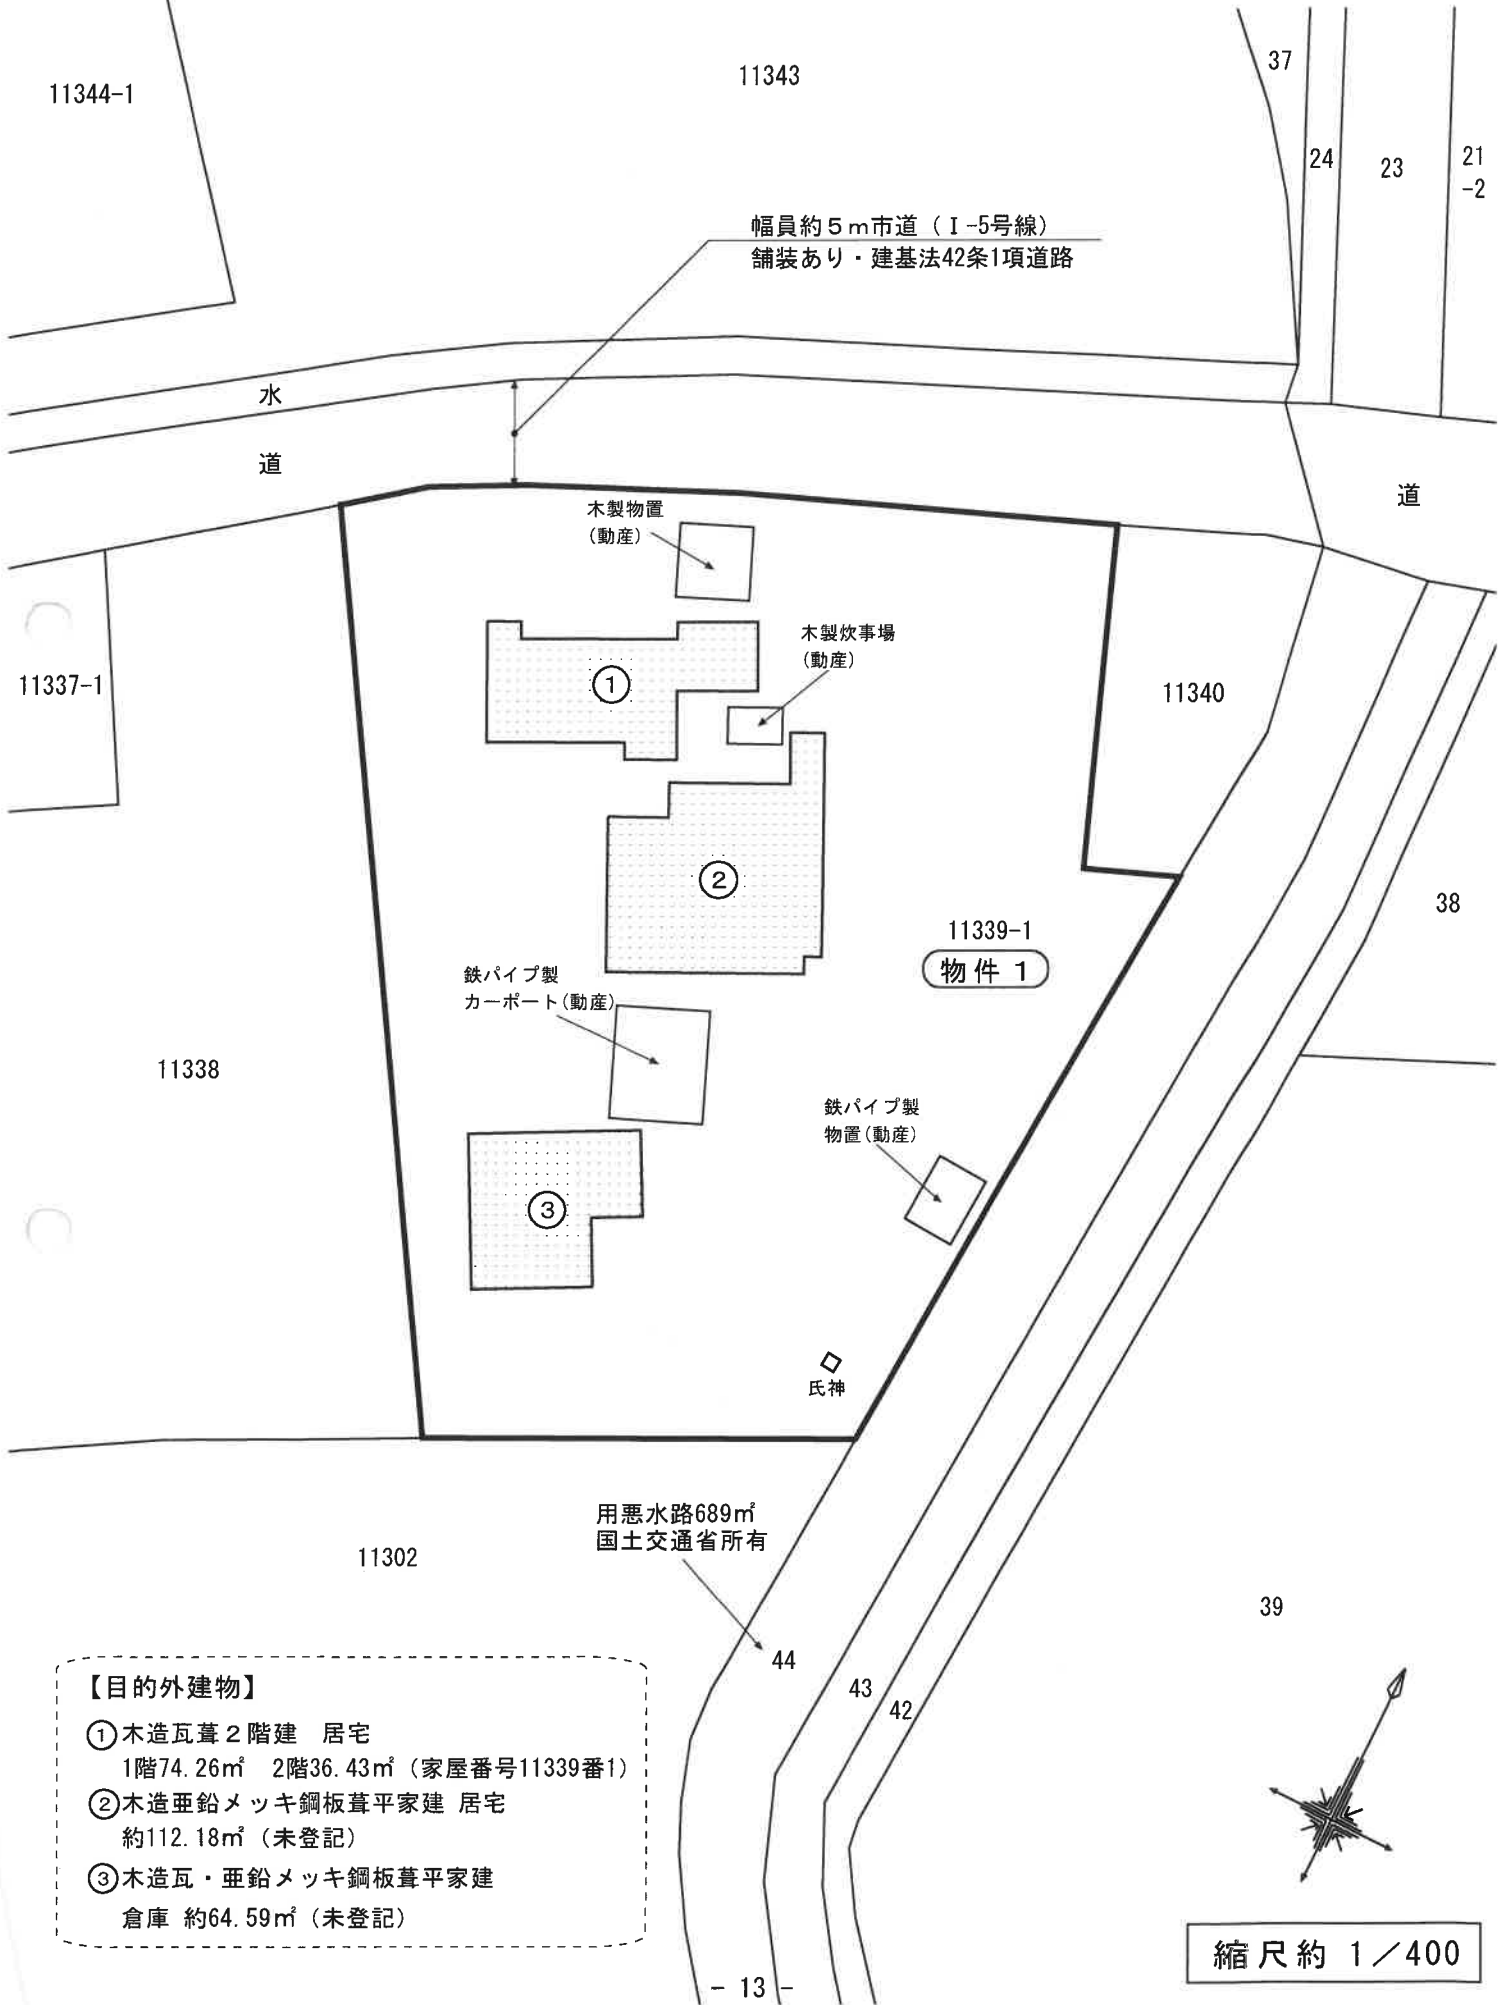 11344-1
11343
37
24
23
21
-2
幅員約5m市道（I-5号線）
舗装あり・建基法42条1項道路
水
道
道
木製物置
(動産)
木製炊事場
(動産)
11337-1
①
11340
②
38
11339-1
物件 1
鉄パイプ製
カーポート(動産)
11338
鉄パイプ製
物置(動産)
③
氏神
用悪水路689㎡
国土交通省所有
11302
39
44
43
42
【目的外建物】
①木造瓦葺２階建　居宅
1階74.26㎡　2階36.43㎡（家屋番号11339番1）
②木造亜鉛メッキ鋼板葺平家建 居宅
約112.18㎡（未登記）
③木造瓦・亜鉛メッキ鋼板葺平家建
倉庫 約64.59㎡（未登記）
縮尺約 1／400
- 13 -